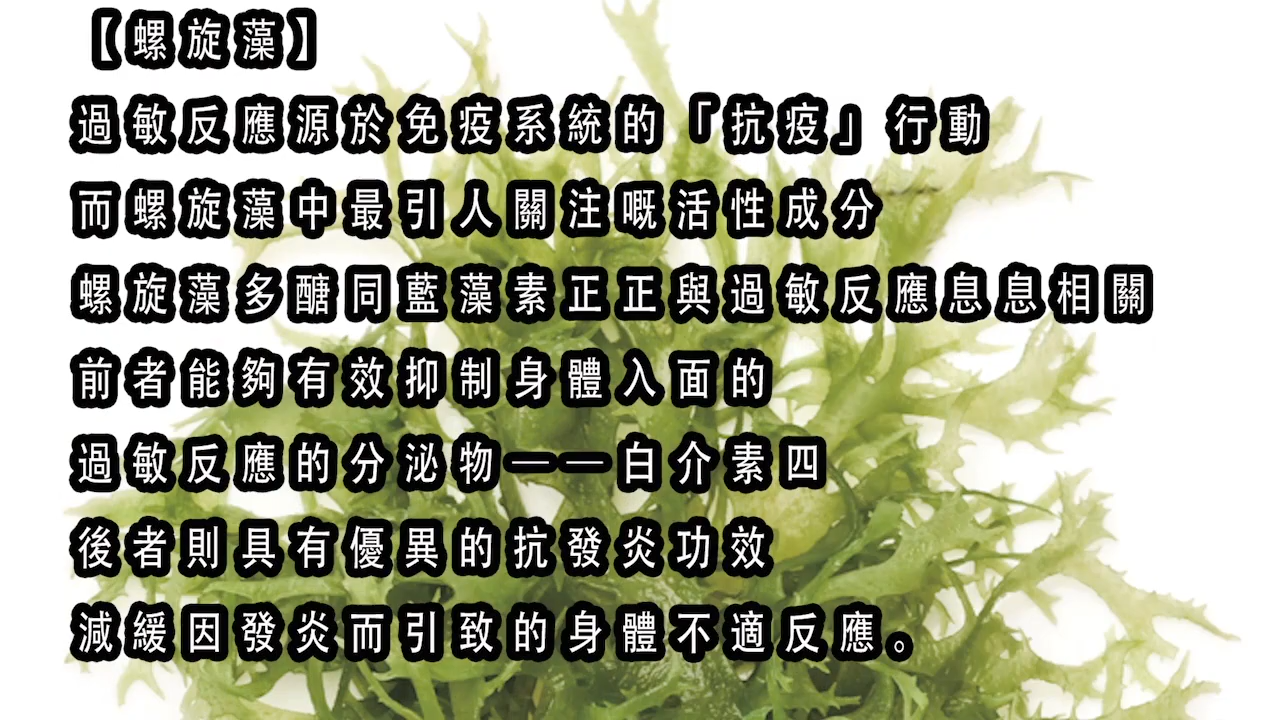 【螺旋藻】
過敏反應源於免疫系統的『抗疫』行動
而螺旋藻中最引人關注嘅活性成分
螺旋藻多醣同藍藻素正正與過敏反應息息相關
前者能夠有效抑制身體入面的
過敏反應的分泌物——白介素四
後者則具有優異的抗發炎功效
減緩因發炎而引致的身體不適反應。